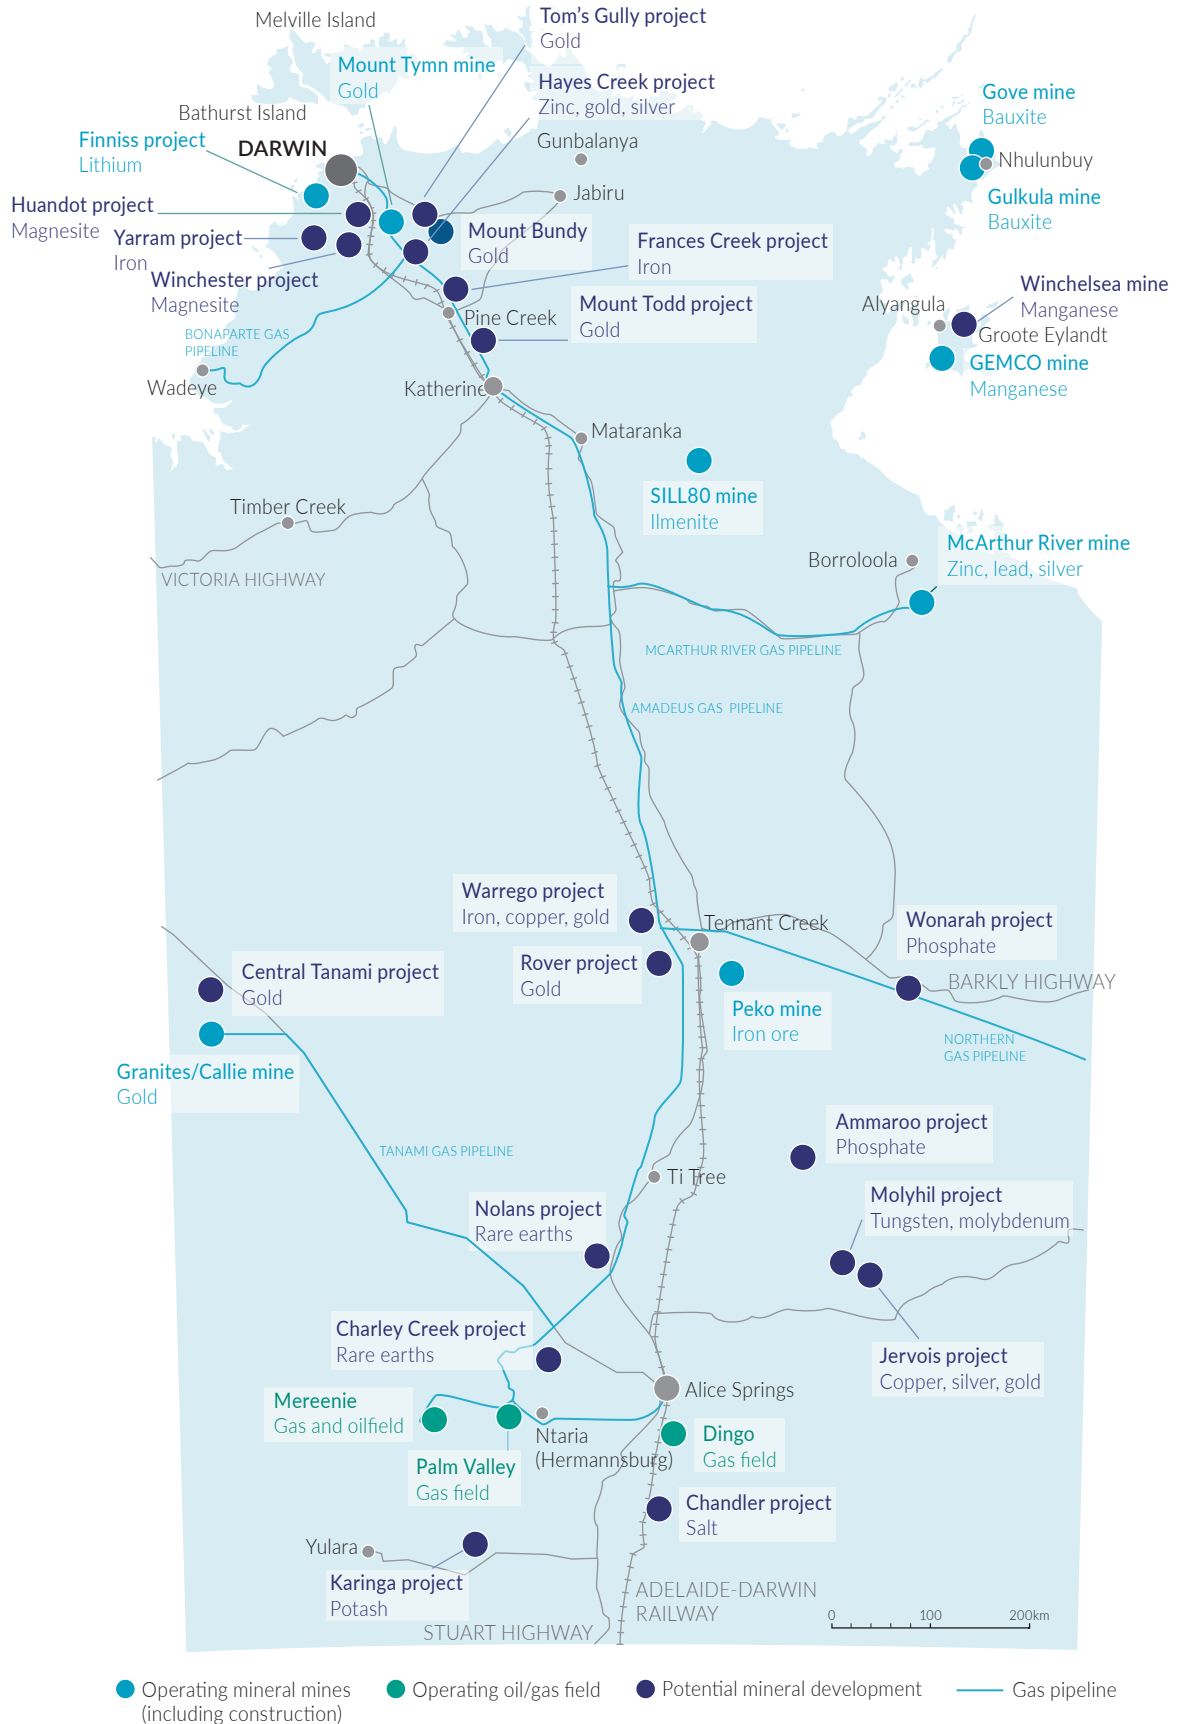 Melville Island
Tom's Gully project
Gold
Mount Tymn mine
Gold
Hayes Creek project
Zinc, gold, silver
Gove mine
Bauxite
Bathurst Island
Finniss project
Lithium
DARWIN
Gunbalanya
Nhulunbuy
Jabiru
Gulkula mine
Bauxite
Huandot project
Magnesite
Yarram project
Iron
Mount Bundy
Gold
Frances Creek project
Iron
Winchester project
Magnesite
Winchelsea mine
Manganese
Alyangula
Groote Eylandt
Mount Todd project
Gold
Pine Creek
BONAPARTE GAS
PIPELINE
GEMCO mine
Manganese
Wadeye
Katherine
Mataranka
SILL80 mine
Ilmenite
Timber Creek
McArthur River mine
Zinc, lead, silver
Borroloola
VICTORIA HIGHWAY
MCARTHUR RIVER GAS PIPELINE
AMADEUS GAS PIPELINE
Warrego project
Iron, copper, gold
Tennant Creek
Wonarah project
Phosphate
Rover project
Gold
Central Tanami project
Gold
BARKLY HIGHWAY
Peko mine
Iron ore
NORTHERN
GAS PIPELINE
Granites/Callie mine
Gold
Ammaroo project
Phosphate
TANAMI GAS PIPELINE
Ti Tree
Molyhil project
Tungsten, molybdenum
Nolans project
Rare earths
Charley Creek project
Rare earths
Jervois project
Copper, silver, gold
Alice Springs
Mereenie
Gas and oilfield
Ntaria
(Hermannsburg)
Dingo
Gas field
Palm Valley
Gas field
Chandler project
Salt
Yulara
Karinga project
Potash
ADELAIDE-DARWIN
RAILWAY
STUART HIGHWAY
0 100 200km
Operating mineral mines
(including construction)
Operating oil/gas field
Potential mineral development
Gas pipeline